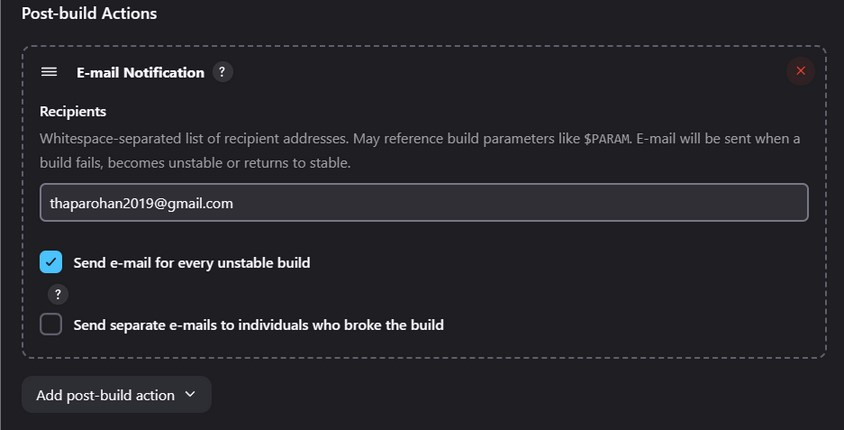 Post-build Actions
E-mail Notification ?
Recipients
Whitespace-separated list of recipient addresses. May reference build parameters like $PARAM. E-mail will be sent when a
build fails, becomes unstable or returns to stable.
thaparohan2019@gmail.com
Send e-mail for every unstable build
?
Send separate e-mails to individuals who broke the build
Add post-build action